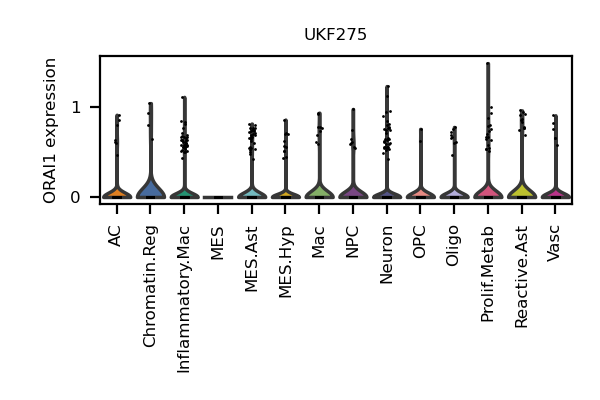 UKF275
ORAI1 expression
1
0
AC
Chromatin.Reg
Inflammatory.Mac
MES
MES.Ast
MES.Hyp
Mac
NPC
Neuron
OPC
Oligo
Prolif.Metab
Reactive.Ast
Vasc